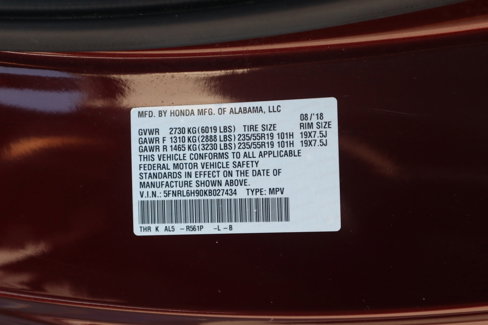 MFD. BY HONDA MFG. OF ALABAMA, LLC 08/'18
GVWR 2730 KG(6019 LBS) TIRE SIZE RIM SIZE
GAWR F 1310 KG(2888 LBS) 235/55R19 101H 19X7.5J
GAWR R 1465 KG(3230 LBS) 235/55R19 101H 19X7.5J
THIS VEHICLE CONFORMS TO ALL APPLICABLE
FEDERAL MOTOR VEHICLE SAFETY
STANDARDS IN EFFECT ON THE DATE OF
MANUFACTURE SHOWN ABOVE.
V.I.N.: 5FNRL6H90KB027434 TYPE: MPV
THR K AL5 -R561P -L-B